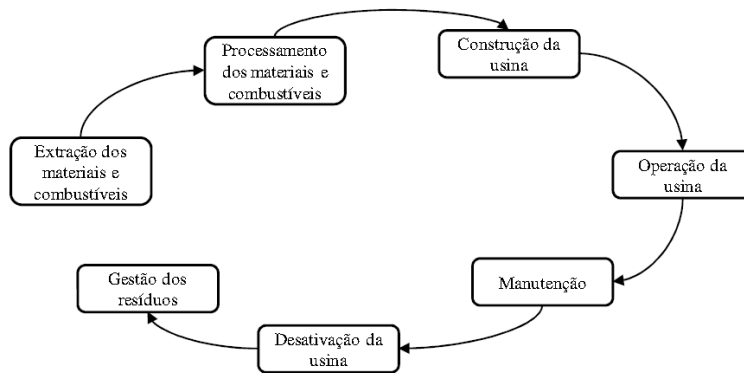 Extração dos
materiais e
combustíveis
Processamento
dos materiais e
combustíveis
Construção da
usina
Operação da
usina
Manutenção
Desativação da
usina
Gestão dos
resíduos